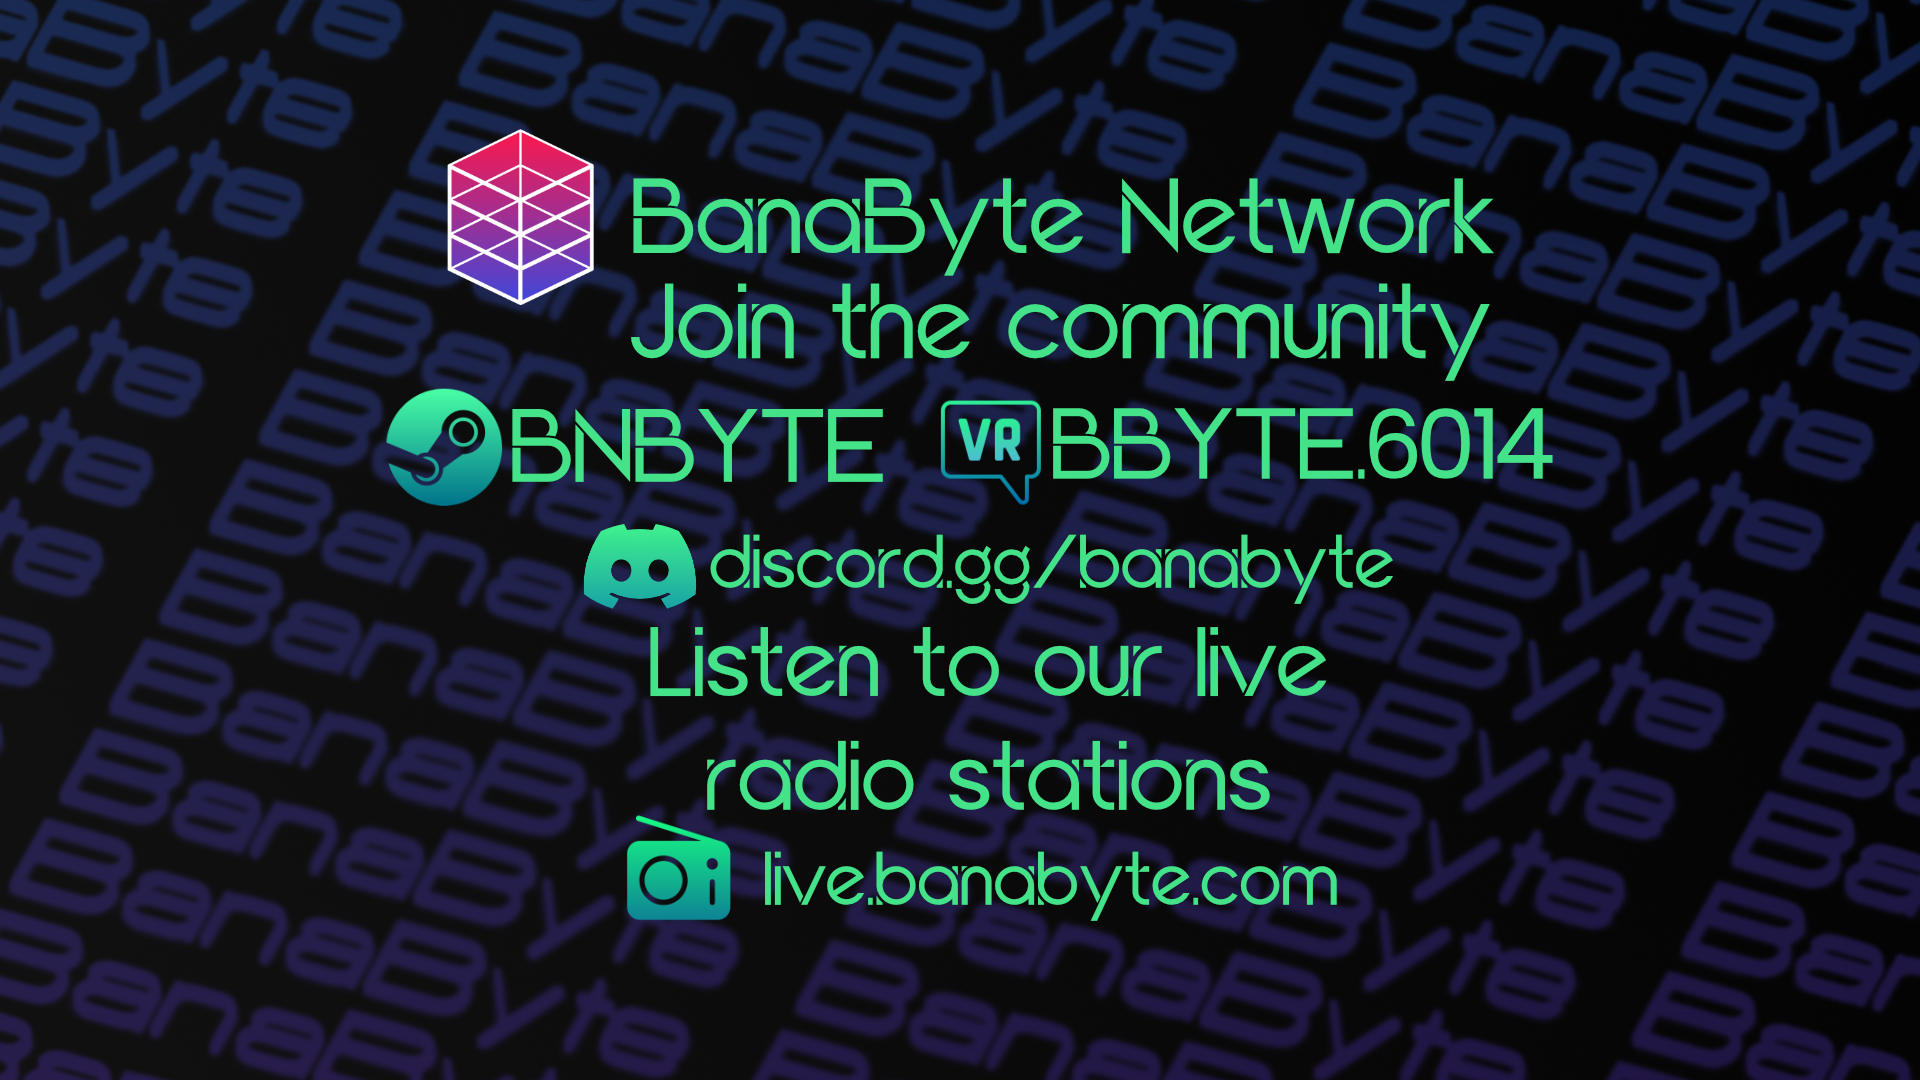 BanaByte Network
Join the community
BNBYTE VR BBYTE.6014
discord.gg/banabyte
Listen to our live
radio stations
live.banabyte.com